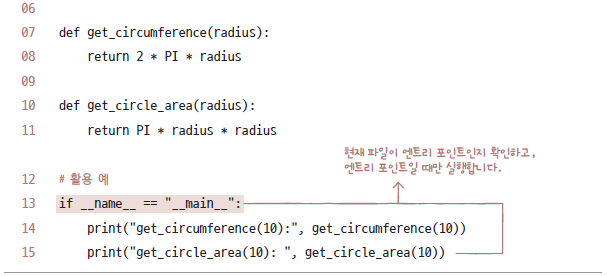 06
07 def get_circumference(radius):
08     return 2 * PI * radius
09
10 def get_circle_area(radius):
11     return PI * radius * radius
현재 파일이 엔트리 포인트인지 확인하고,
엔트리 포인트일 때만 실행합니다.
12 # 활용 예
13 if __name__ == "__main__":
14     print("get_circumference(10):", get_circumference(10))
15     print("get_circle_area(10): ", get_circle_area(10))